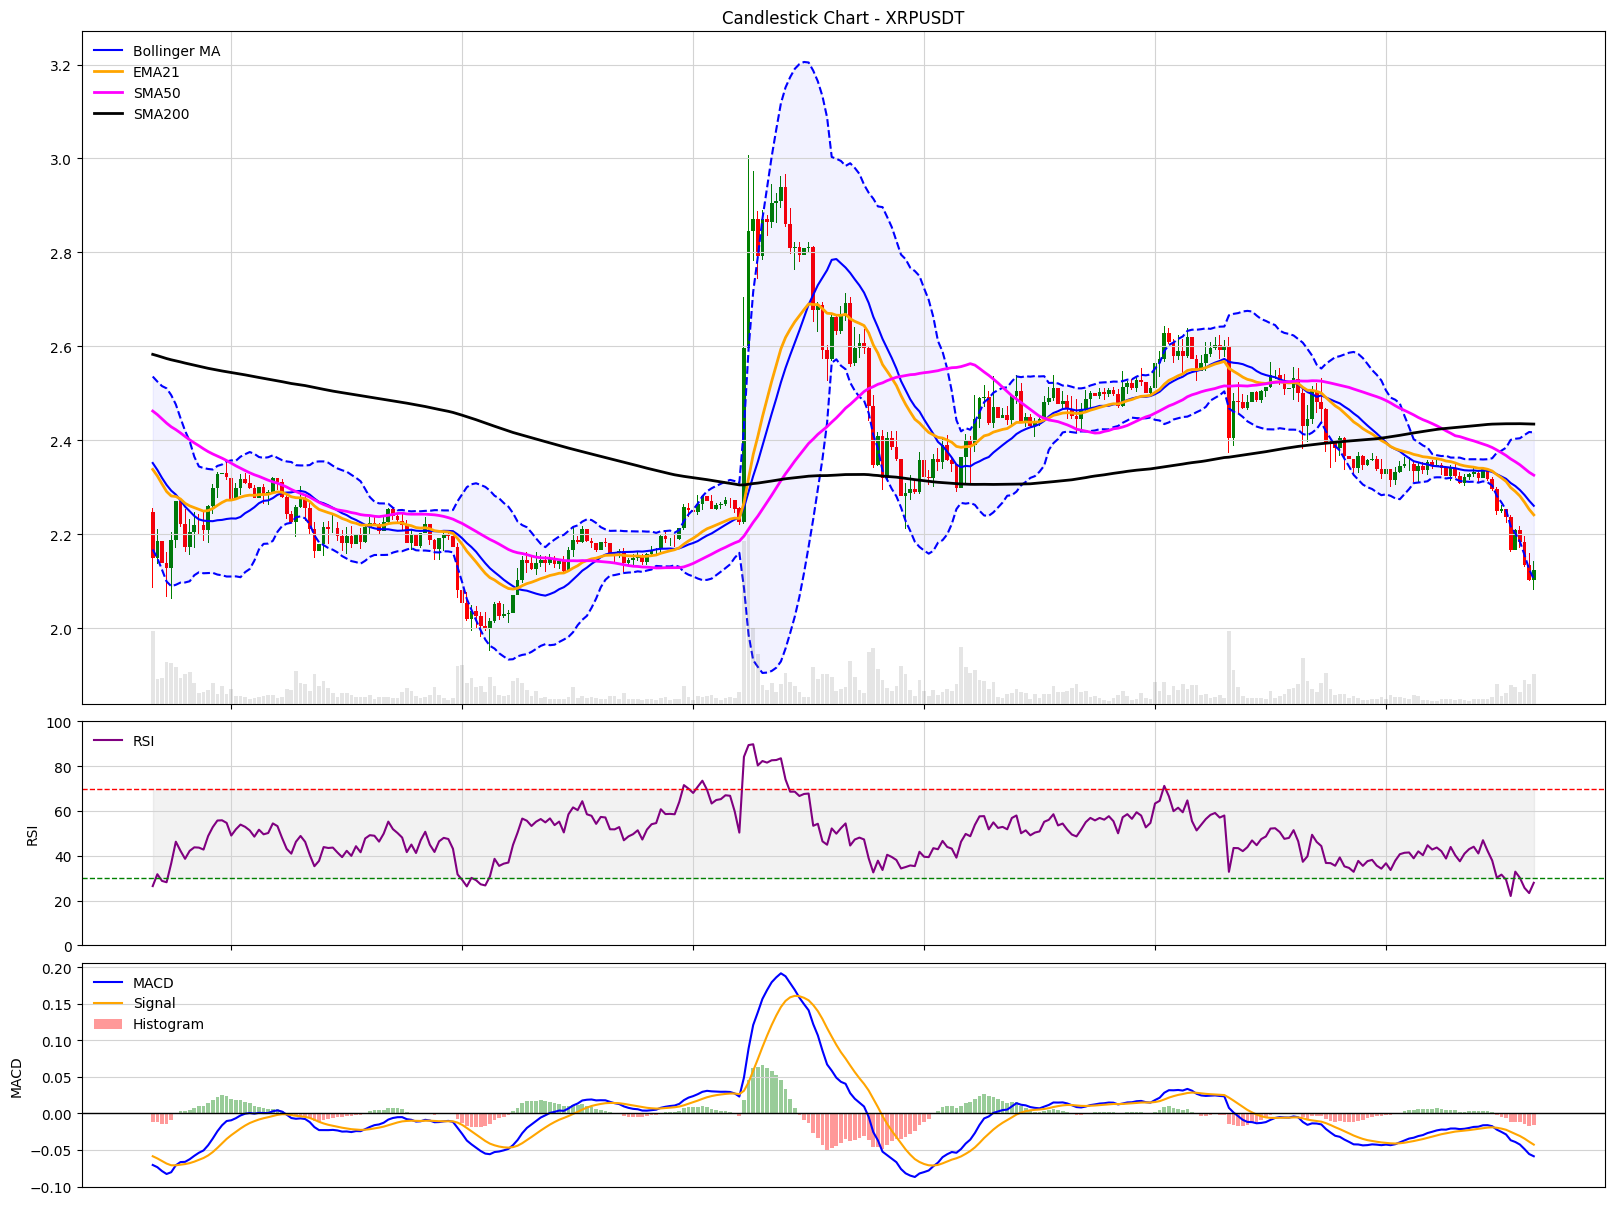 Candlestick Chart - XRPUSDT
Bollinger MA
EMA21
SMA50
SMA200
3.2
3.0
2.8
2.6
2.4
2.2
2.0
RSI
100
80
60
40
20
0
RSI
MACD
Signal
Histogram
0.20
0.15
0.10
0.05
0.00
−0.05
−0.10
MACD